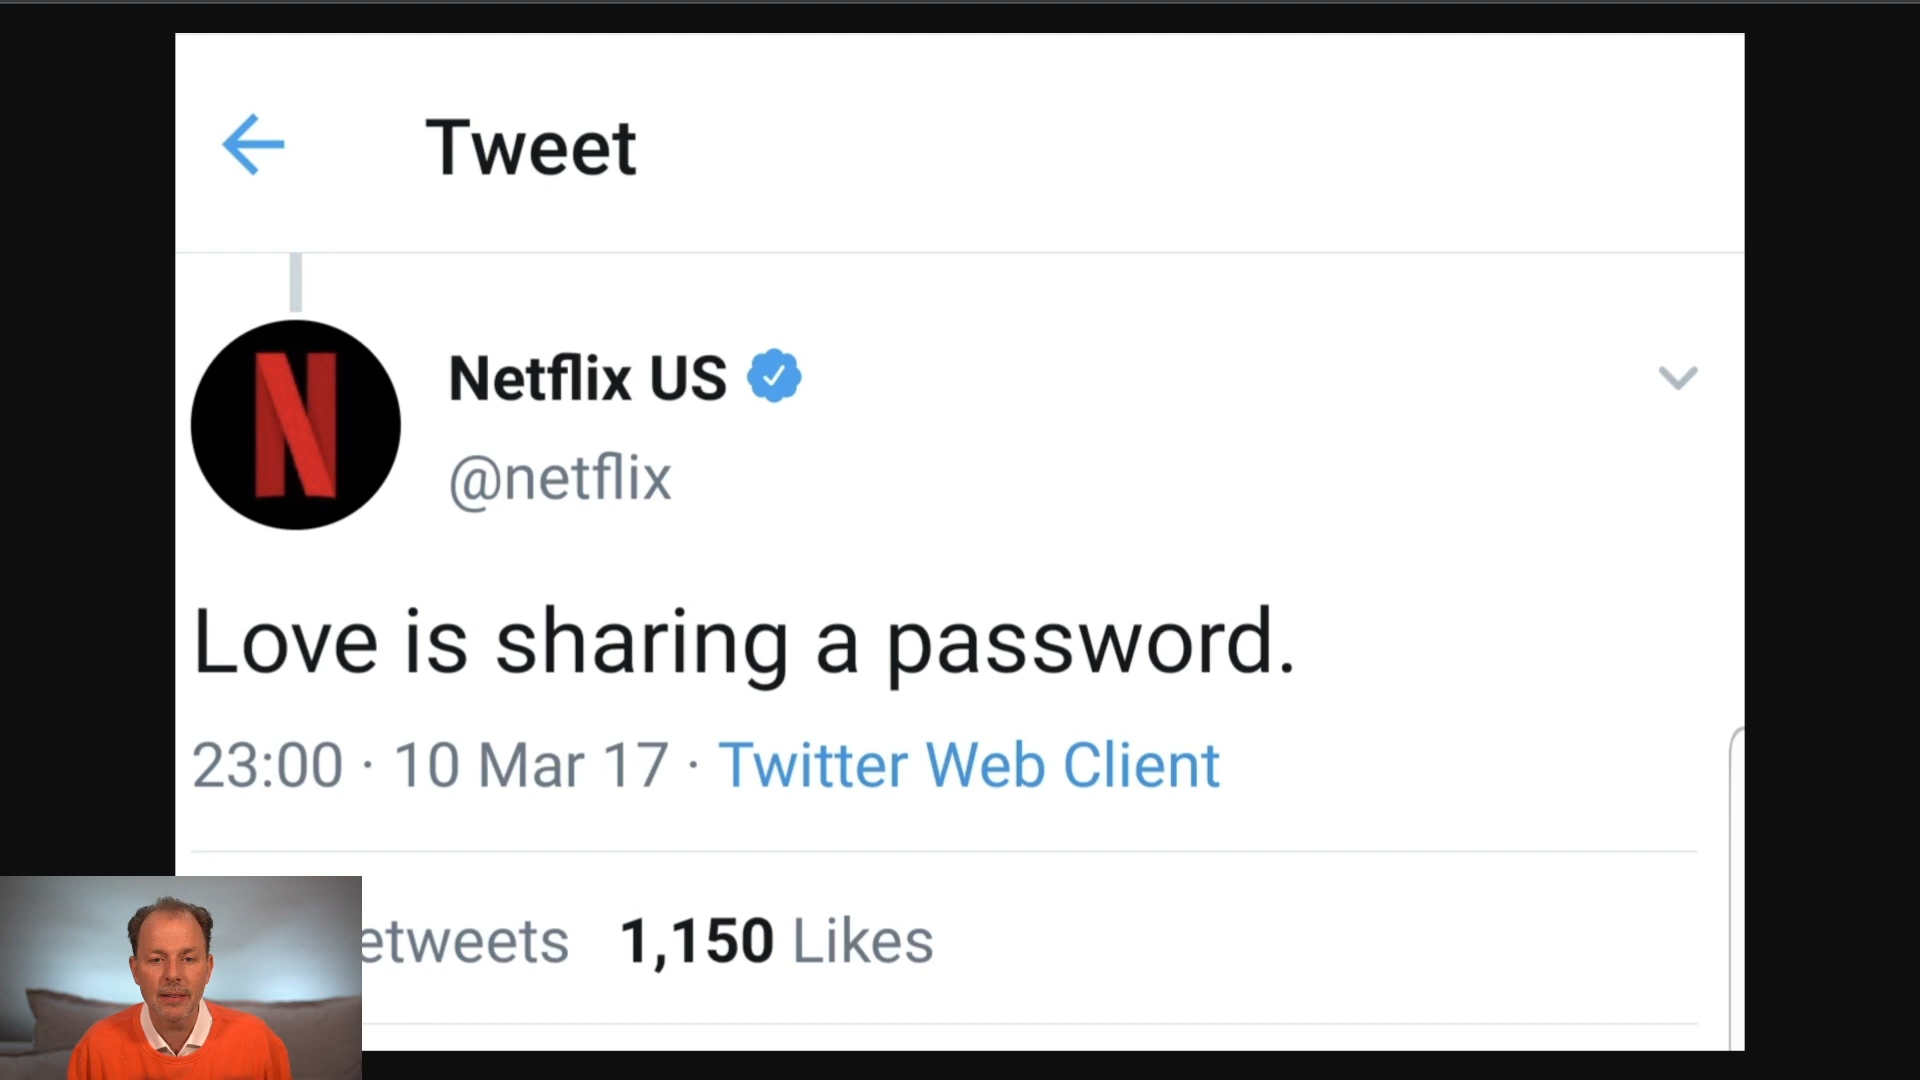 Tweet
Netflix US
@netflix
Love is sharing a password.
23:00 · 10 Mar 17 · Twitter Web Client
etweets 1,150 Likes